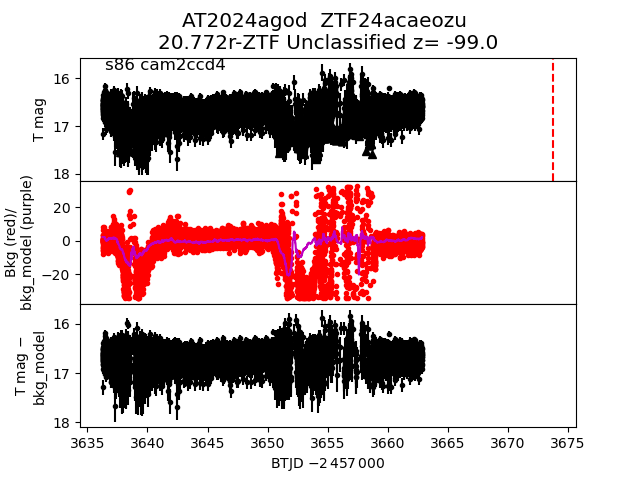 AT2024agod  ZTF24acaeozu
20.772r-ZTF Unclassified z= -99.0
s86 cam2ccd4
T mag
16
17
18
Bkg (red)/
bkg_model (purple)
20
0
−20
T mag −
bkg_model
16
17
18
3635 3640 3645 3650 3655 3660 3665 3670 3675
BTJD −2 457 000